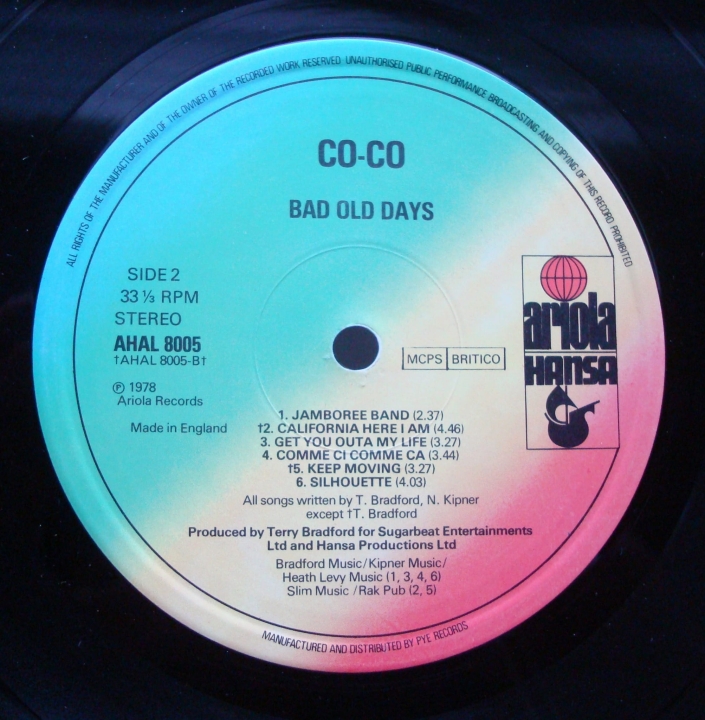 ALL RIGHTS OF THE MANUFACTURER AND OF THE OWNER OF THE RECORDED WORK RESERVED UNAUTHORISED PUBLIC PERFORMANCE BROADCASTING AND COPYING OF THIS RECORD PROHIBITED
CO-CO
BAD OLD DAYS
SIDE 2
33 ⅓ RPM
STEREO
AHAL 8005
†AHAL 8005-B†
℗ 1978
Ariola Records
Made in England
ariola
HANSA
MCPS BRITICO
1. JAMBOREE BAND (2.37)
†2. CALIFORNIA HERE I AM (4.46)
3. GET YOU OUTA MY LIFE (3.27)
4. COMME CI COMME CA (3.44)
†5. KEEP MOVING (3.27)
6. SILHOUETTE (4.03)
All songs written by T. Bradford, N. Kipner
except †T. Bradford
Produced by Terry Bradford for Sugarbeat Entertainments
Ltd and Hansa Productions Ltd
Bradford Music/Kipner Music/
Heath Levy Music (1, 3, 4, 6)
Slim Music/Rak Pub (2, 5)
MANUFACTURED AND DISTRIBUTED BY PYE RECORDS